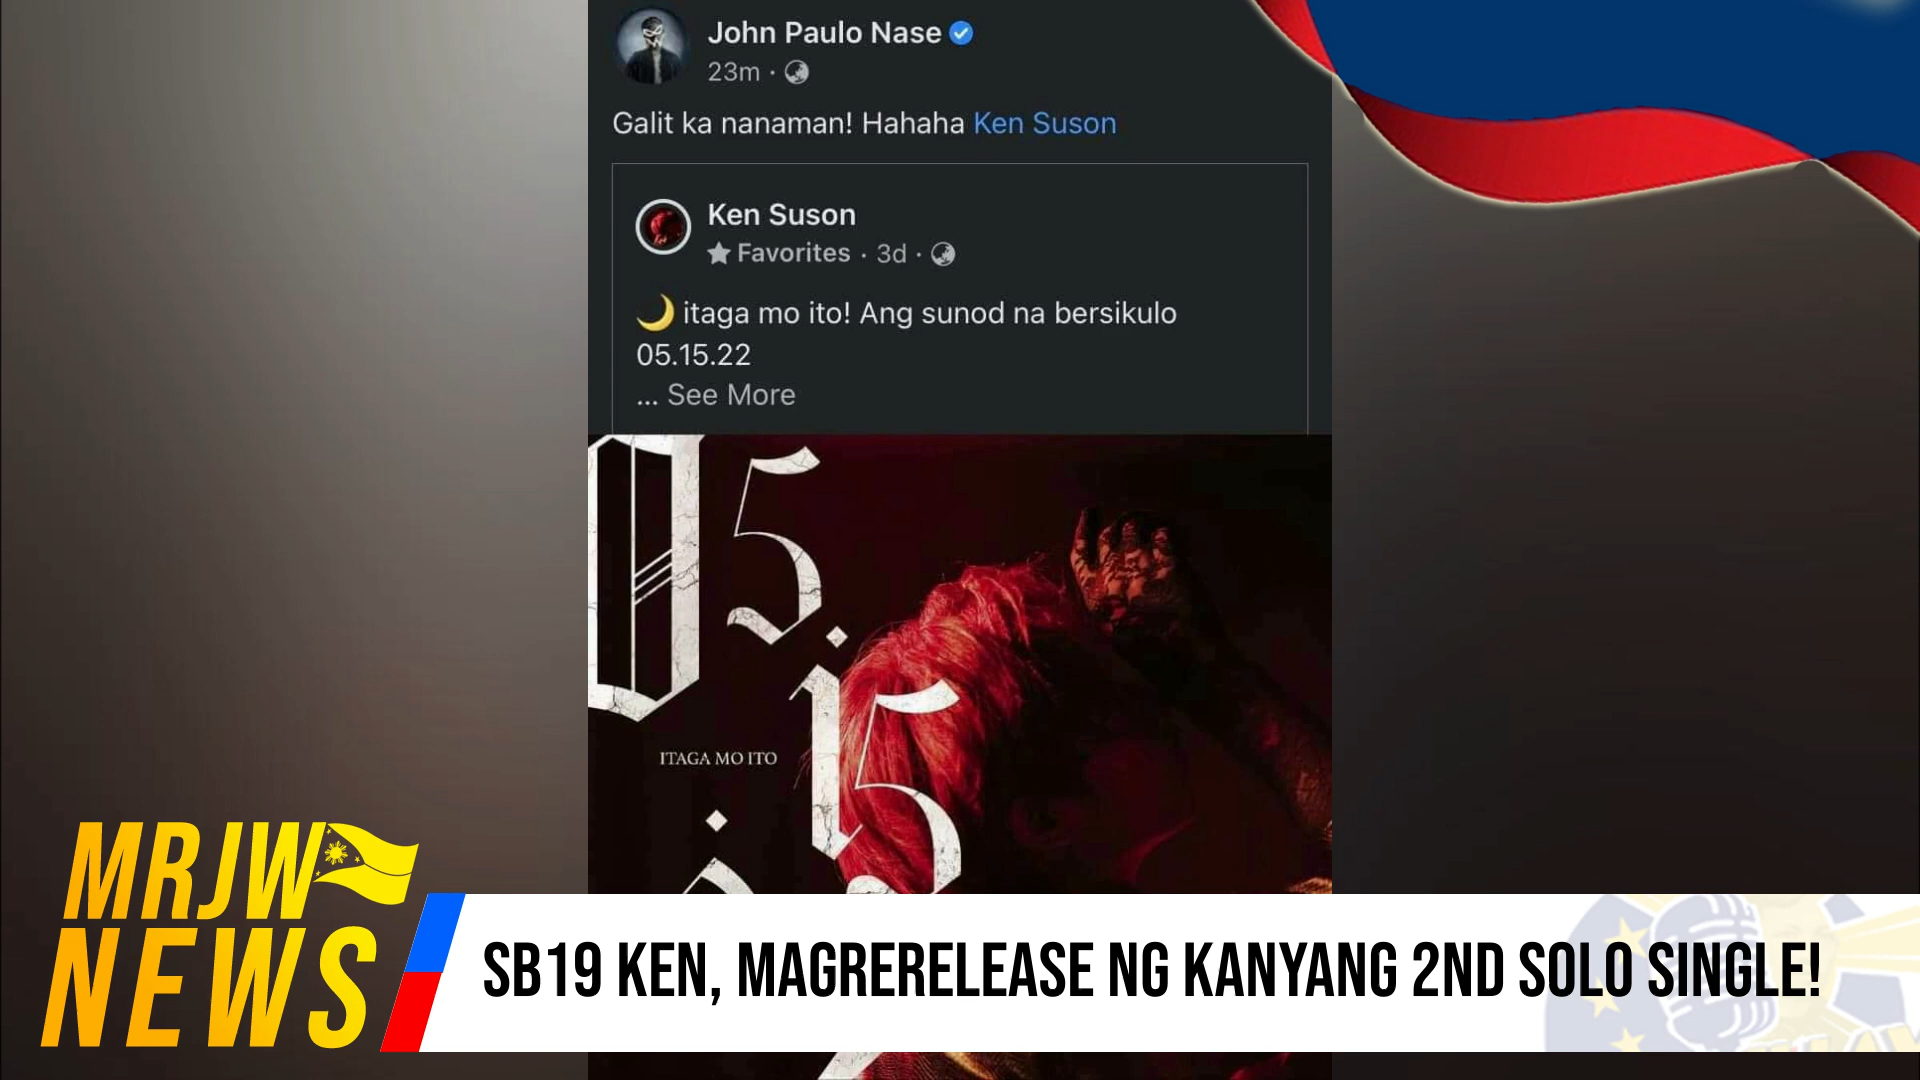 John Paulo Nase
23m ·
Galit ka nanaman! Hahaha Ken Suson
Ken Suson
Favorites · 3d ·
itaga mo ito! Ang sunod na bersikulo
05.15.22
... See More
05.
15
ITAGA MO ITO
.
MRJW
NEWS
SB19 KEN, MAGRERELEASE NG KANYANG 2ND SOLO SINGLE!